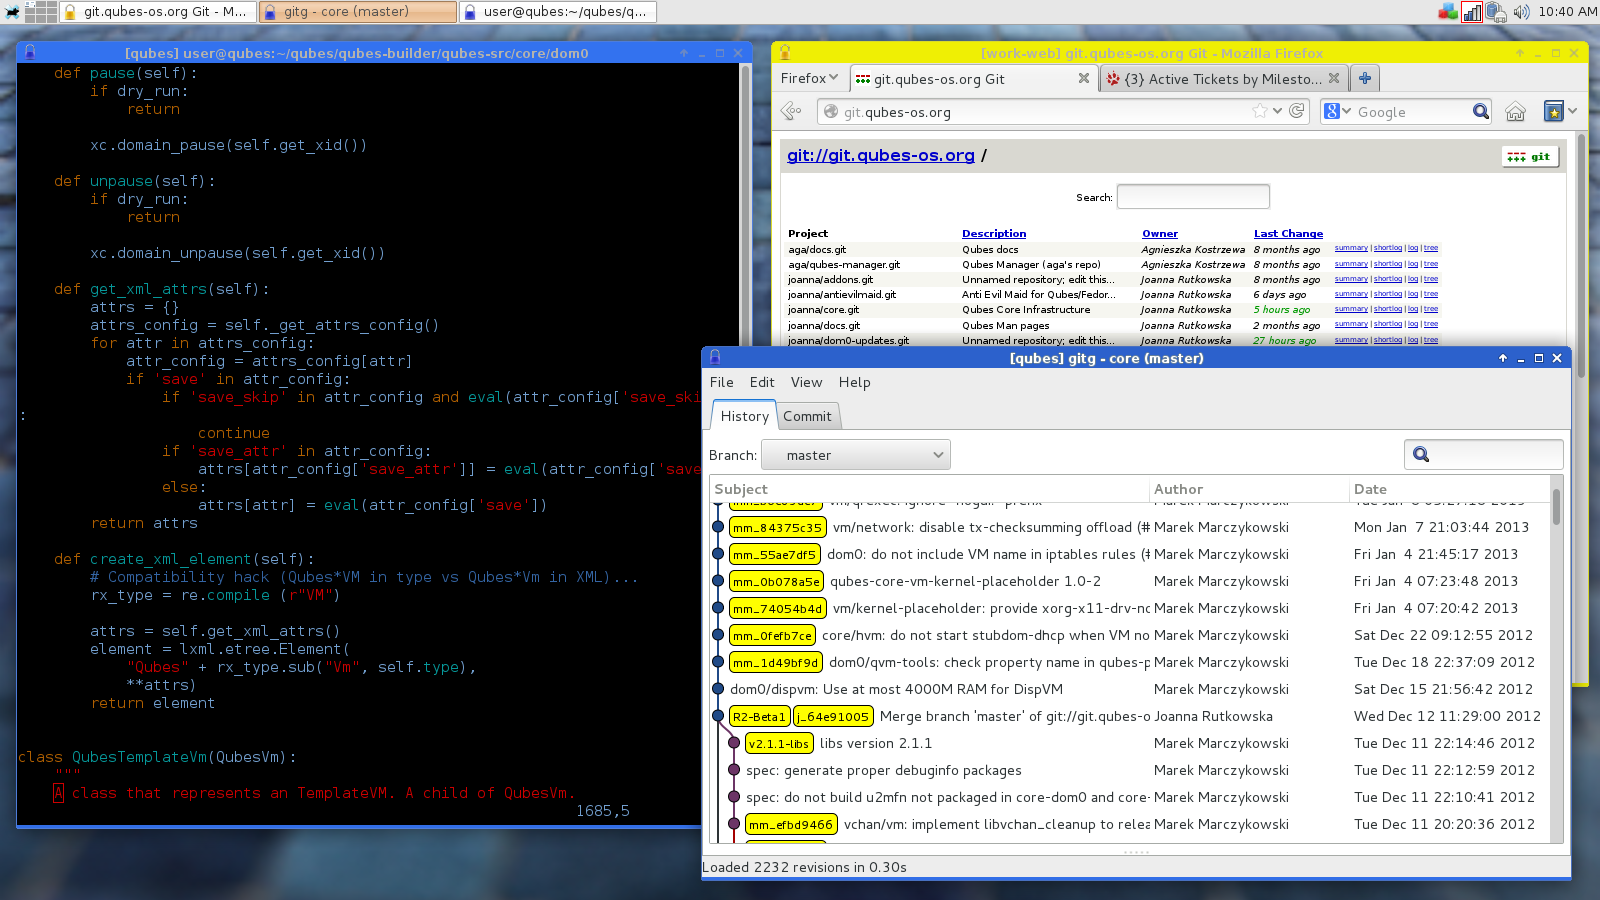 git.qubes-os.org Git - M...
gitg - core (master)
user@qubes:~/qubes/q...
10:40 AM
[qubes] user@qubes:~/qubes/qubes-builder/qubes-src/core/dom0
def pause(self):
if dry_run:
return
xc.domain_pause(self.get_xid())
def unpause(self):
if dry_run:
return
xc.domain_unpause(self.get_xid())
def get_xml_attrs(self):
attrs = {}
attrs_config = self._get_attrs_config()
for attr in attrs_config:
attr_config = attrs_config[attr]
if 'save' in attr_config:
if 'save_skip' in attr_config and eval(attr_config['save_ski
:
continue
if 'save_attr' in attr_config:
attrs[attr_config['save_attr']] = eval(attr_config['save
else:
attrs[attr] = eval(attr_config['save'])
return attrs
def create_xml_element(self):
# Compatibility hack (Qubes*VM in type vs Qubes*Vm in XML)...
rx_type = re.compile (r"VM")
attrs = self.get_xml_attrs()
element = lxml.etree.Element(
"Qubes" + rx_type.sub("Vm", self.type),
**attrs)
return element
class QubesTemplateVm(QubesVm):
"""
A class that represents an TemplateVM. A child of QubesVm.
1685,5
[work-web] git.qubes-os.org Git - Mozilla Firefox
Firefox
git.qubes-os.org Git
{3} Active Tickets by Milesto...
git.qubes-os.org
Google
git://git.qubes-os.org /
git
Search:
Project Description Owner Last Change
aga/docs.git Qubes docs Agnieszka Kostrzewa 8 months ago summary | shortlog | log | tree
aga/qubes-manager.git Qubes Manager (aga's repo) Agnieszka Kostrzewa 8 months ago summary | shortlog | log | tree
joanna/addons.git Unnamed repository; edit this... Joanna Rutkowska 8 months ago summary | shortlog | log | tree
joanna/antievilmaid.git Anti Evil Maid for Qubes/Fedor... Joanna Rutkowska 6 days ago summary | shortlog | log | tree
joanna/core.git Qubes Core Infrastructure Joanna Rutkowska 5 hours ago summary | shortlog | log | tree
joanna/docs.git Qubes Man pages Joanna Rutkowska 2 months ago summary | shortlog | log | tree
joanna/dom0-updates.git Unnamed repository; edit this... Joanna Rutkowska 27 hours ago summary | shortlog | log | tree
[qubes] gitg - core (master)
File Edit View Help
History Commit
Branch: master
Subject Author Date
Marek Marczykowski
mm_84375c35 vm/network: disable tx-checksumming offload (# Marek Marczykowski Mon Jan 7 21:03:44 2013
mm_55ae7df5 dom0: do not include VM name in iptables rules (# Marek Marczykowski Fri Jan 4 21:45:17 2013
mm_0b078a5e qubes-core-vm-kernel-placeholder 1.0-2 Marek Marczykowski Fri Jan 4 07:23:48 2013
mm_74054b4d vm/kernel-placeholder: provide xorg-x11-drv-no Marek Marczykowski Fri Jan 4 07:20:42 2013
mm_0fefb7ce core/hvm: do not start stubdom-dhcp when VM no Marek Marczykowski Sat Dec 22 09:12:55 2012
mm_1d49bf9d dom0/qvm-tools: check property name in qubes-p Marek Marczykowski Tue Dec 18 22:37:09 2012
dom0/dispvm: Use at most 4000M RAM for DispVM Marek Marczykowski Sat Dec 15 21:56:42 2012
R2-Beta1 j_64e91005 Merge branch 'master' of git://git.qubes-o Joanna Rutkowska Wed Dec 12 11:29:00 2012
v2.1.1-libs libs version 2.1.1 Marek Marczykowski Tue Dec 11 22:14:46 2012
spec: generate proper debuginfo packages Marek Marczykowski Tue Dec 11 22:12:59 2012
spec: do not build u2mfn not packaged in core-dom0 and core- Marek Marczykowski Tue Dec 11 22:10:41 2012
mm_efbd9466 vchan/vm: implement libvchan_cleanup to relea Marek Marczykowski Tue Dec 11 20:20:36 2012
Loaded 2232 revisions in 0.30s